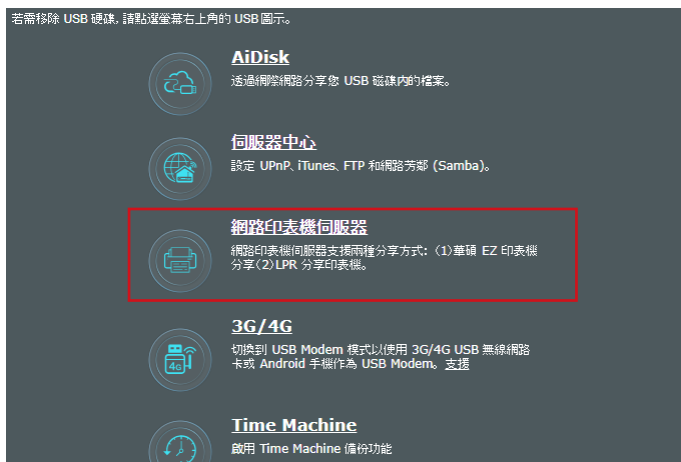 若需移除 USB 硬碟, 請點選螢幕右上角的 USB 圖示。
AiDisk
透過網際網路分享您 USB 磁碟內的檔案。
伺服器中心
設定 UPnP、iTunes、FTP 和網路芳鄰 (Samba)。
網路印表機伺服器
網路印表機伺服器支援兩種分享方式:〈1〉華碩 EZ 印表機
分享〈2〉LPR 分享印表機。
3G/4G
切換到 USB Modem 模式以使用 3G/4G USB 無線網路
卡或 Android 手機作為 USB Modem。支援
4G
Time Machine
啟用 Time Machine 備份功能